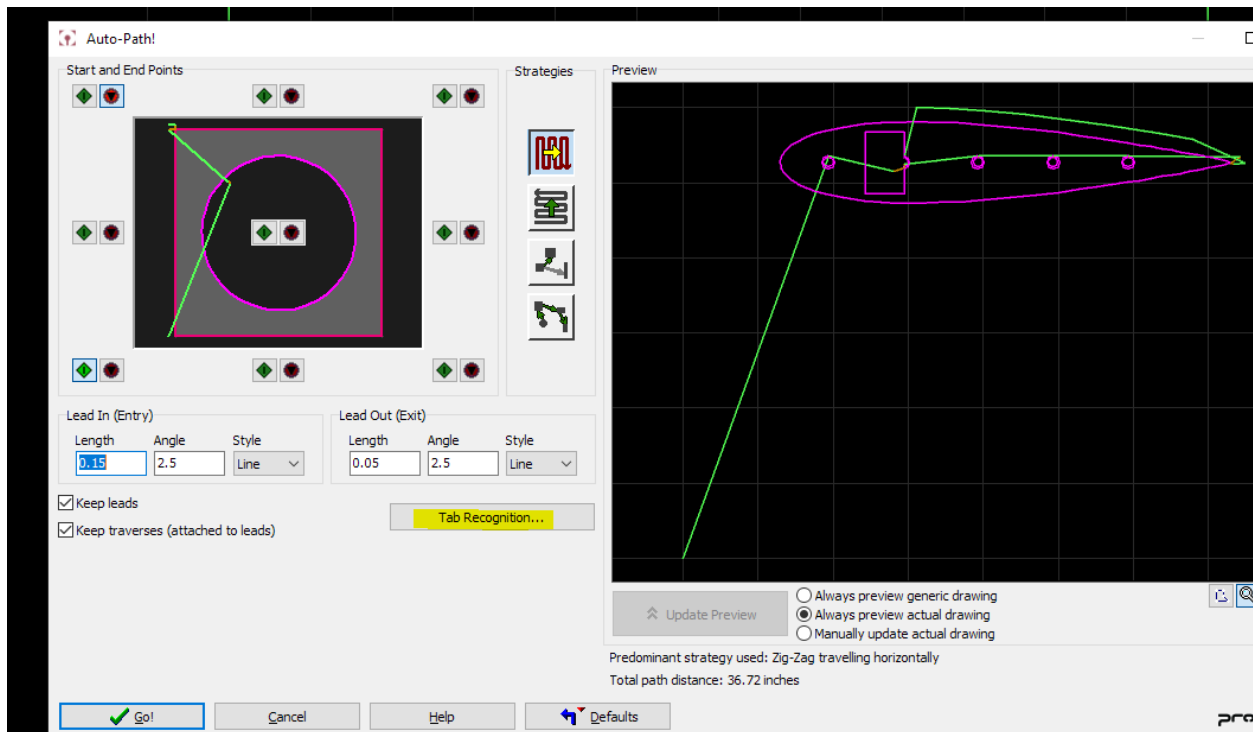 Auto-Path!
Start and End Points
Strategies
Preview
Lead In (Entry)
Length Angle Style
0.15 2.5 Line
Lead Out (Exit)
Length Angle Style
0.05 2.5 Line
Keep leads
Keep traverses (attached to leads)
Tab Recognition...
Update Preview
Always preview generic drawing
Always preview actual drawing
Manually update actual drawing
Predominant strategy used: Zig-Zag travelling horizontally
Total path distance: 36.72 inches
Go!
Cancel
Help
Defaults